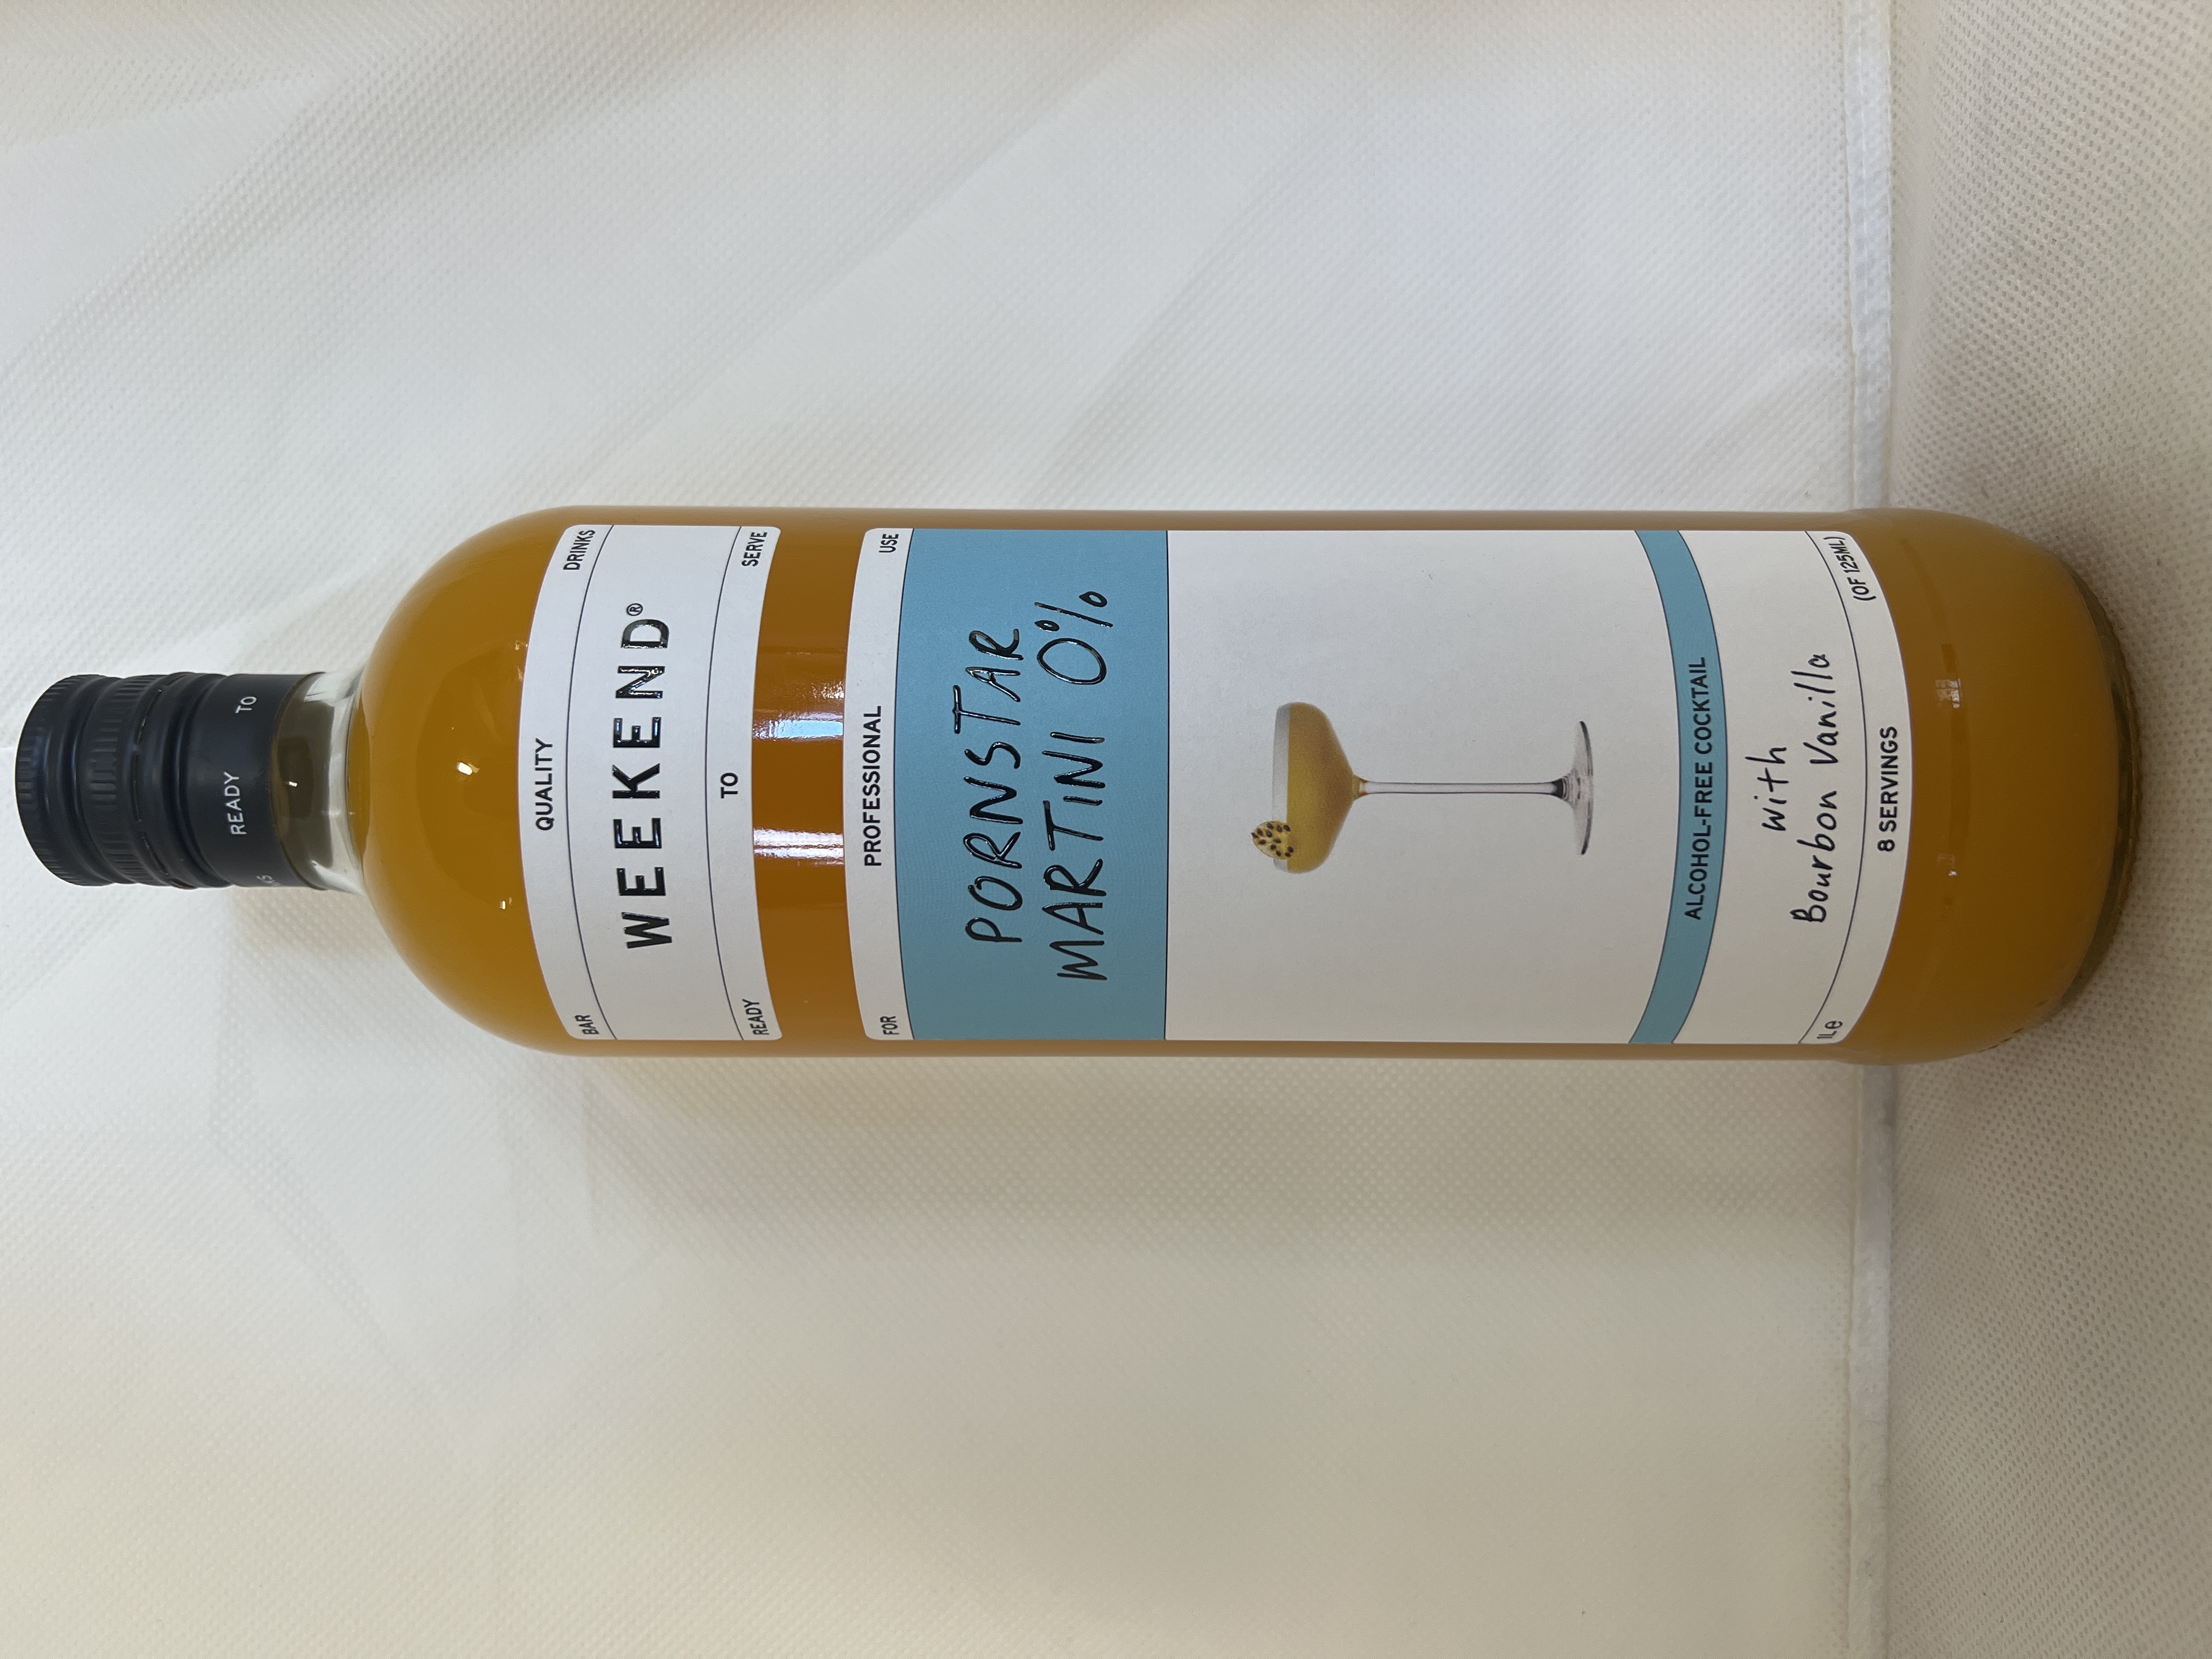 READY TO
BAR QUALITY DRINKS
WEEKEND®
READY TO SERVE
FOR PROFESSIONAL USE
PORNSTAR
MARTINI 0%
ALCOHOL-FREE COCKTAIL
with
Bourbon Vanilla
1L ℮ 8 SERVINGS (OF 125ML)